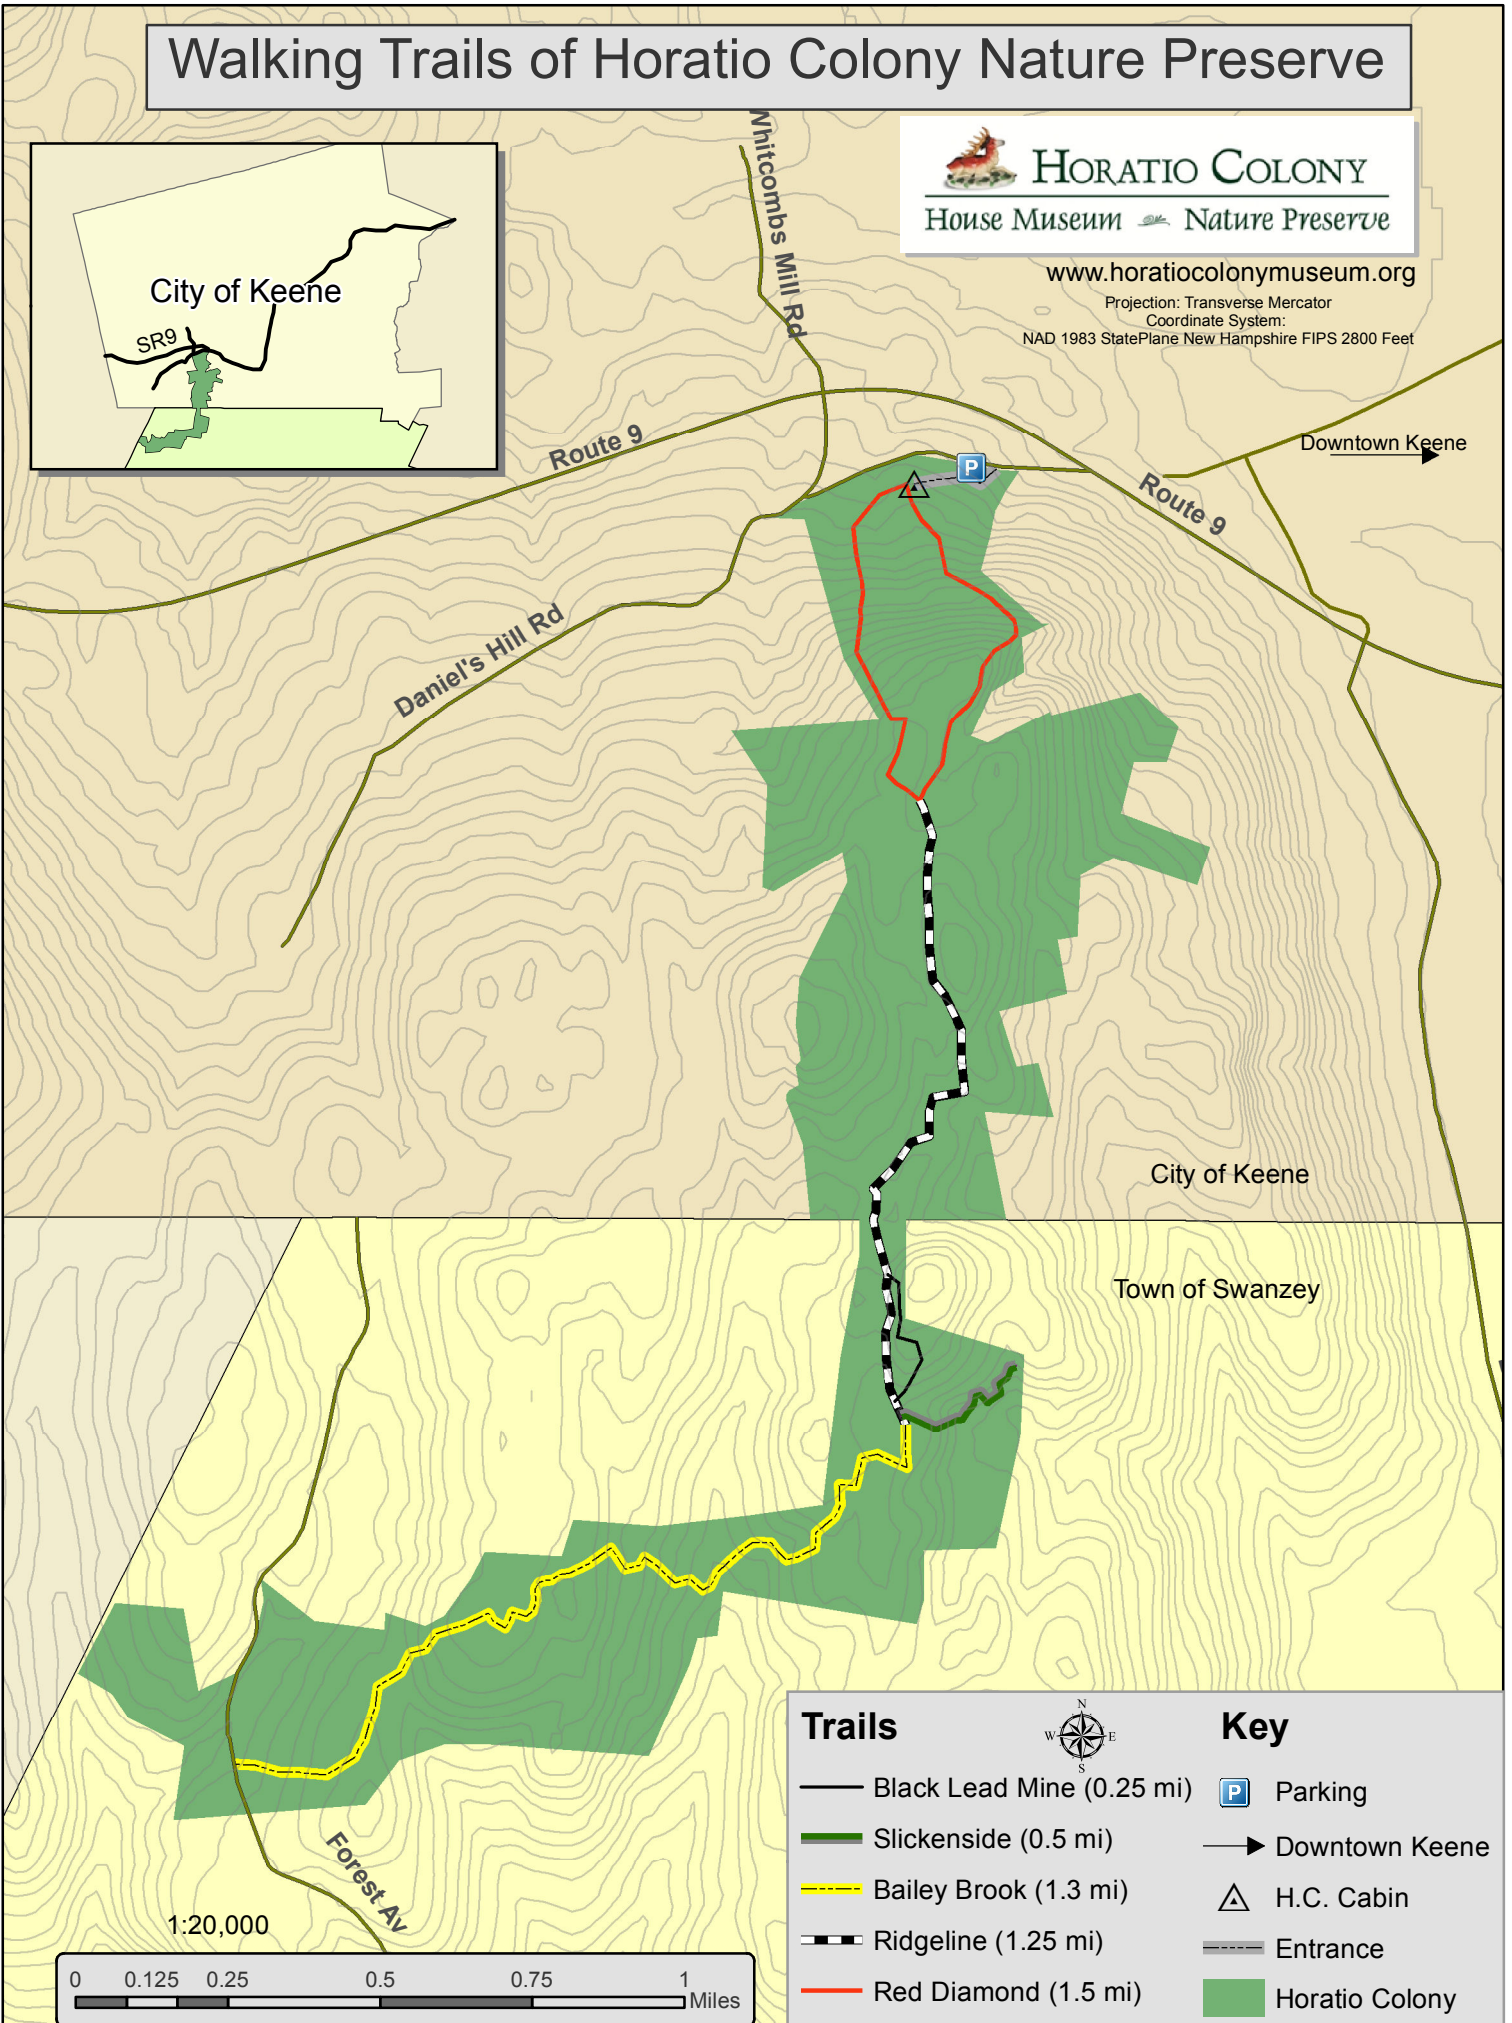 Walking Trails of Horatio Colony Nature Preserve
City of Keene
SR9
Whitcombs Mill Rd
HORATIO COLONY
House Museum Nature Preserve
www.horatiocolonymuseum.org
Projection: Transverse Mercator
Coordinate System:
NAD 1983 StatePlane New Hampshire FIPS 2800 Feet
Route 9
Downtown Keene
P
Route 9
Daniel's Hill Rd
City of Keene
Town of Swanzey
Forest Av
1:20,000
0 0.125 0.25 0.5 0.75 1
Miles
Trails
N
W E
S
Black Lead Mine (0.25 mi)
Slickenside (0.5 mi)
Bailey Brook (1.3 mi)
Ridgeline (1.25 mi)
Red Diamond (1.5 mi)
Key
P Parking
Downtown Keene
H.C. Cabin
Entrance
Horatio Colony